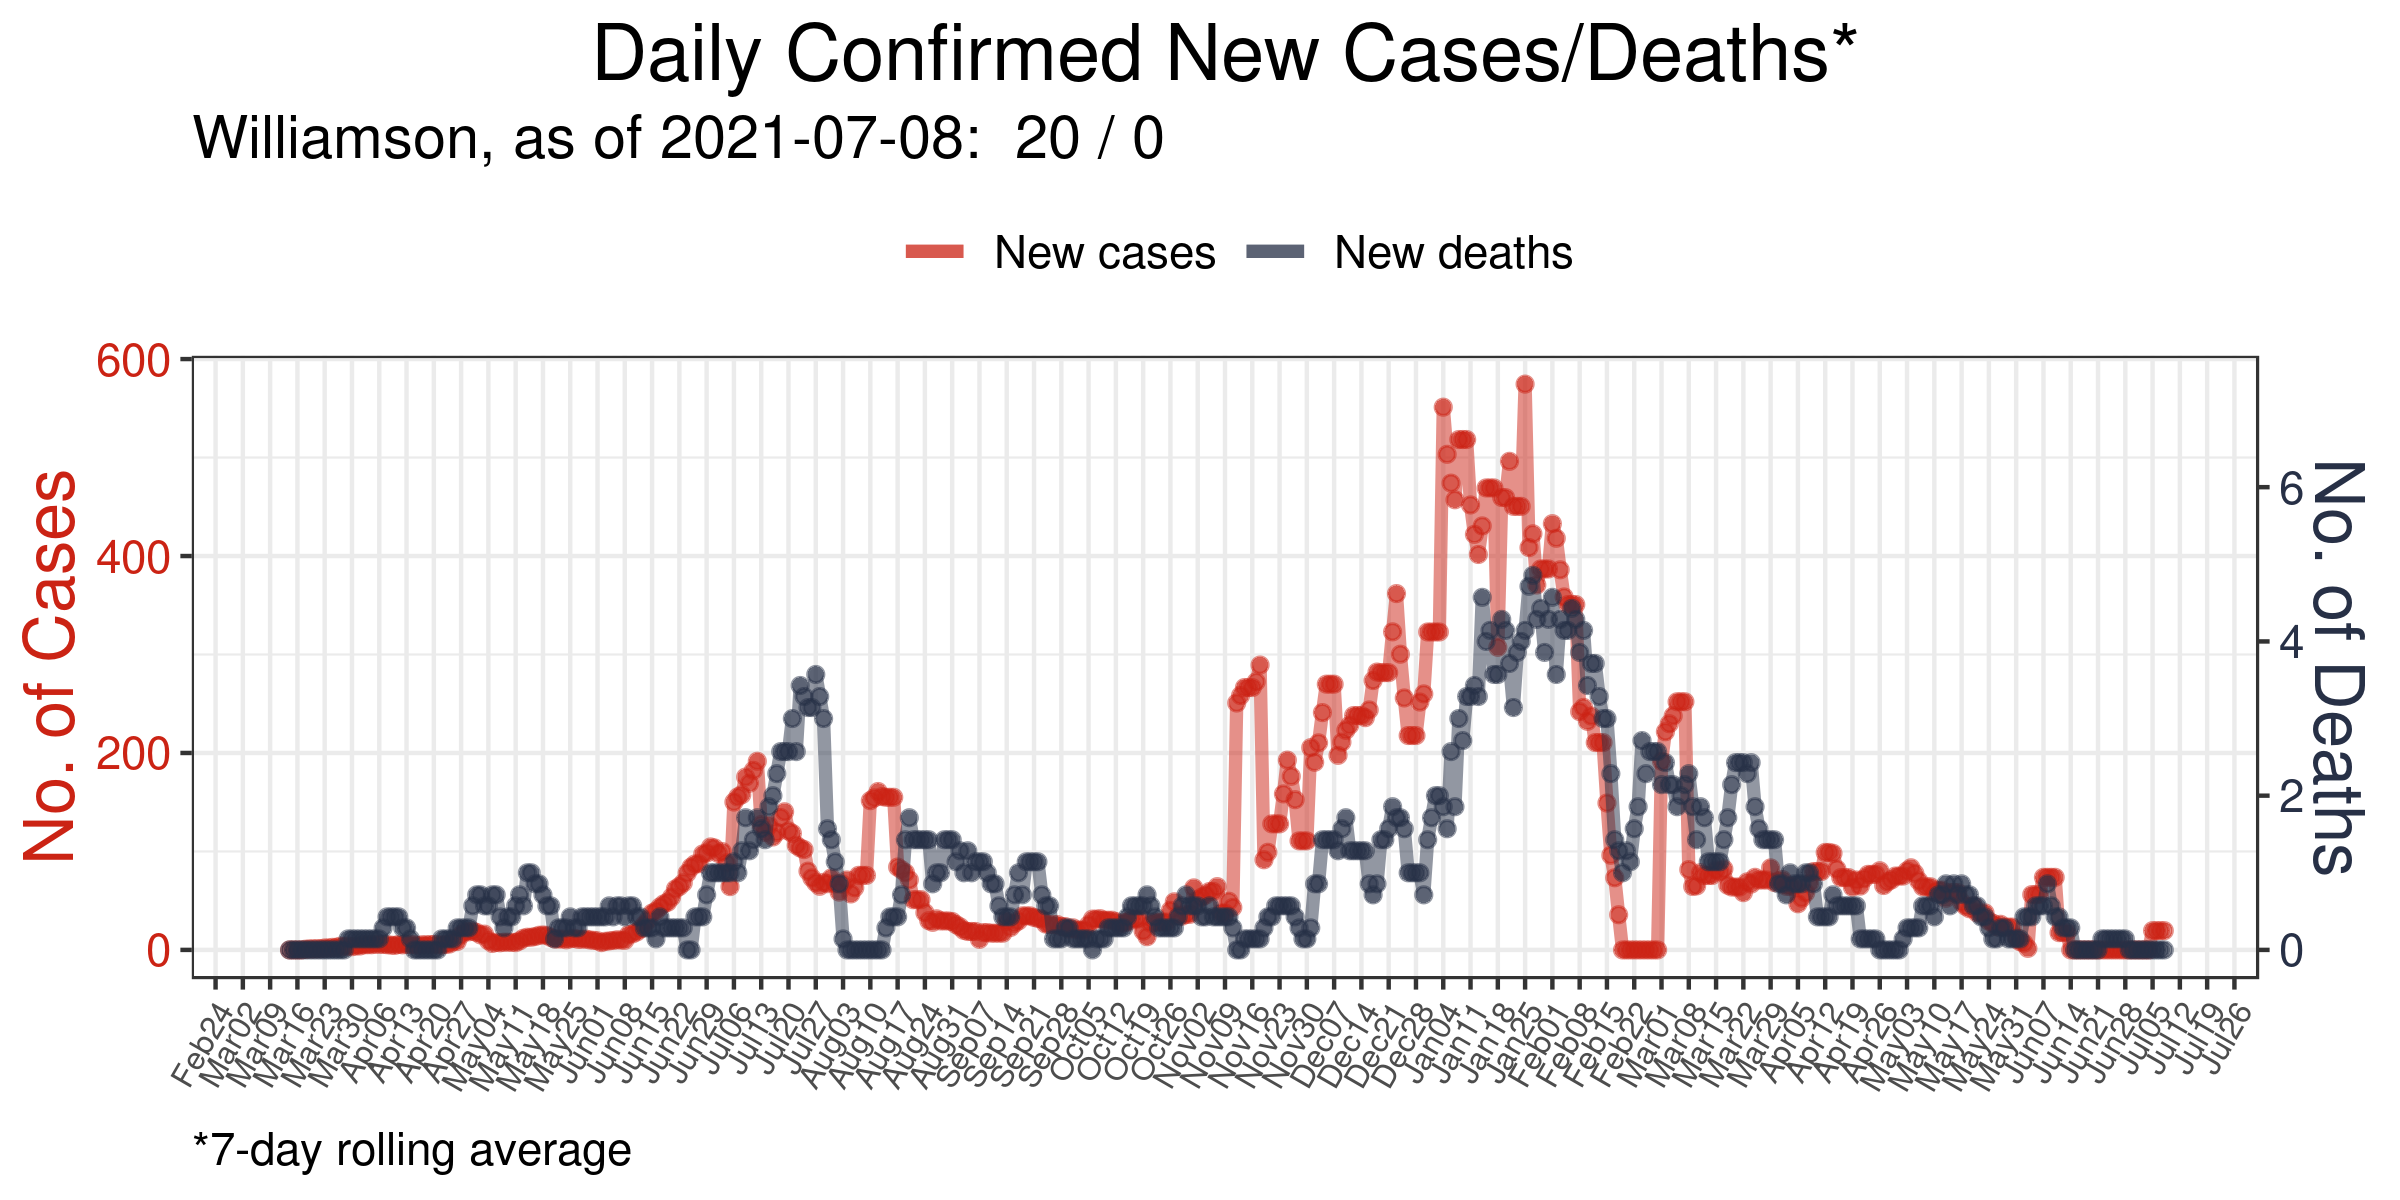 Daily Confirmed New Cases/Deaths*
Williamson, as of 2021-07-08:  20 / 0
New cases
New deaths
No. of Cases
600
400
200
0
No. of Deaths
6
4
2
0
Feb24
Mar02
Mar09
Mar16
Mar23
Mar30
Apr06
Apr13
Apr20
Apr27
May04
May11
May18
May25
Jun01
Jun08
Jun15
Jun22
Jun29
Jul06
Jul13
Jul20
Jul27
Aug03
Aug10
Aug17
Aug24
Aug31
Sep07
Sep14
Sep21
Sep28
Oct05
Oct12
Oct19
Oct26
Nov02
Nov09
Nov16
Nov23
Nov30
Dec07
Dec14
Dec21
Dec28
Jan04
Jan11
Jan18
Jan25
Feb01
Feb08
Feb15
Feb22
Mar01
Mar08
Mar15
Mar22
Mar29
Apr05
Apr12
Apr19
Apr26
May03
May10
May17
May24
May31
Jun07
Jun14
Jun21
Jun28
Jul05
Jul12
Jul19
Jul26
*7-day rolling average